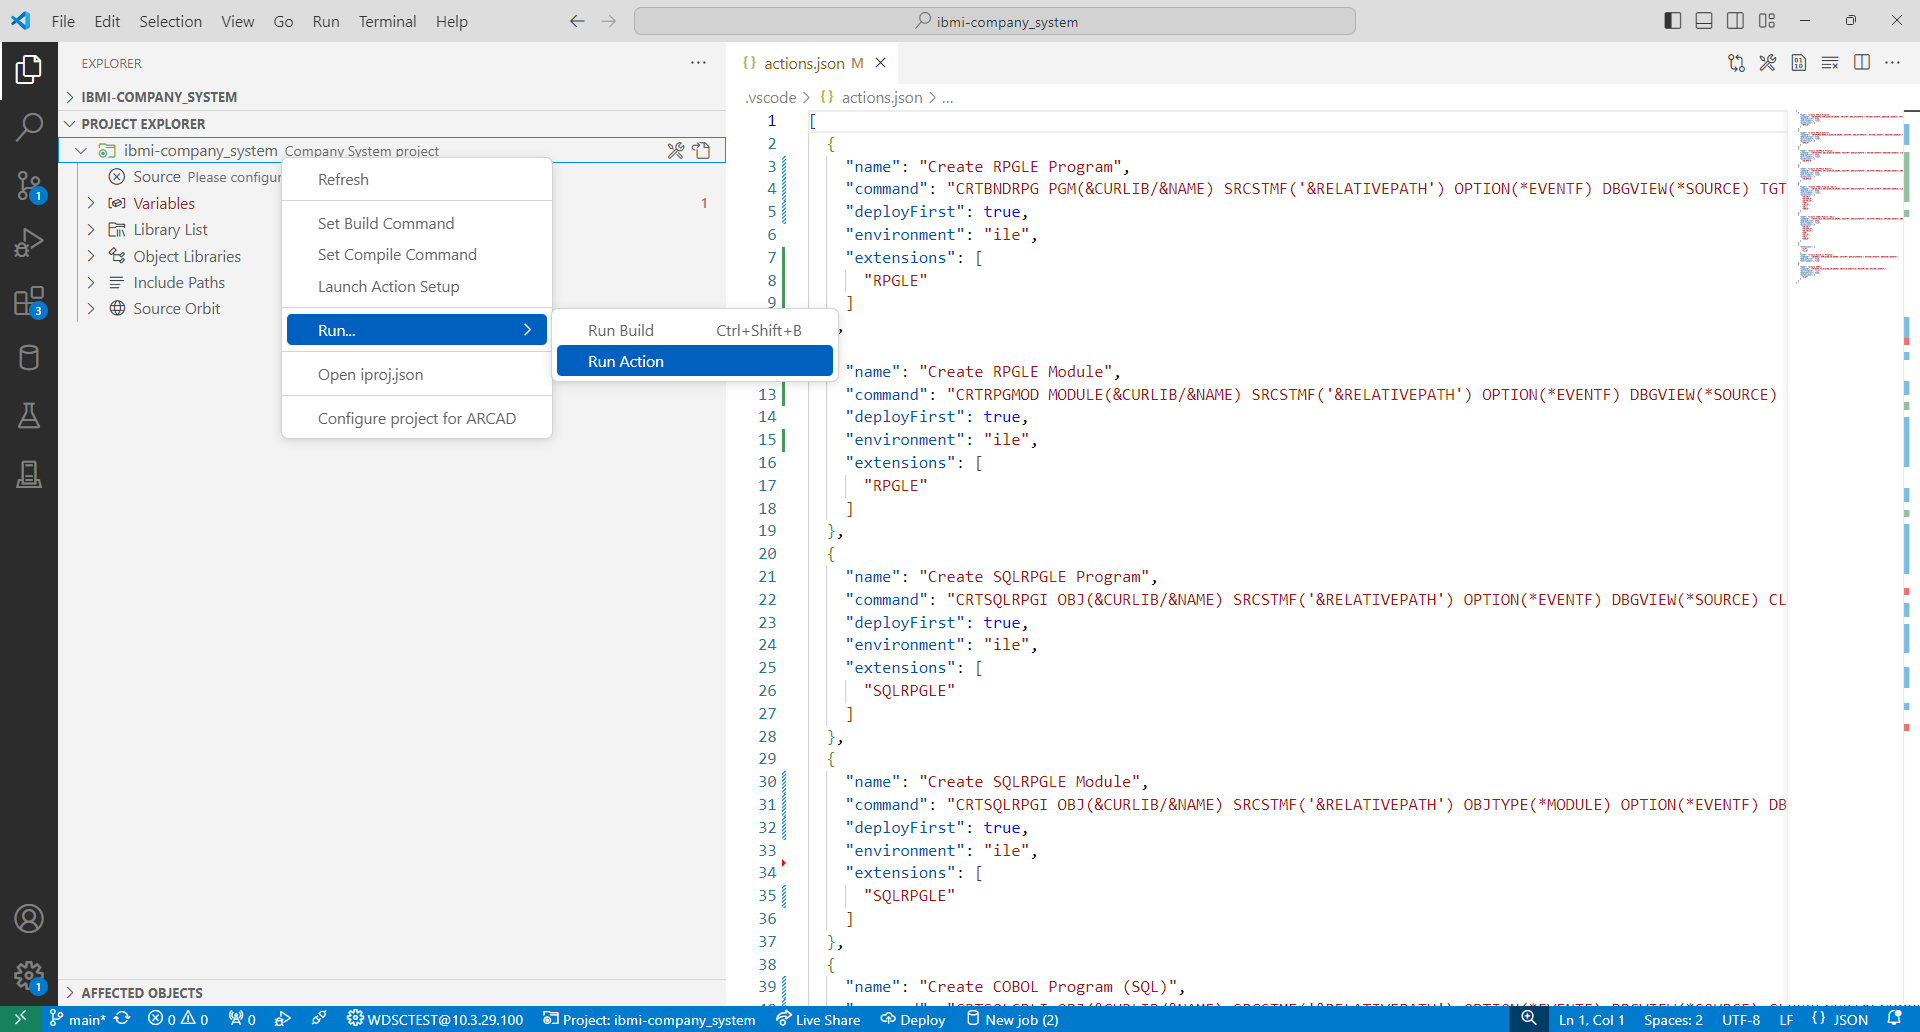 File Edit Selection View Go Run Terminal Help
ibmi-company_system
EXPLORER
IBMI-COMPANY_SYSTEM
PROJECT EXPLORER
ibmi-company_system Company System project
Source Please configur
Variables 1
Library List
Object Libraries
Include Paths
Source Orbit
Refresh
Set Build Command
Set Compile Command
Launch Action Setup
Run...
Open iproj.json
Configure project for ARCAD
Run Build Ctrl+Shift+B
Run Action
AFFECTED OBJECTS
1
3
1
actions.json M
.vscode > {} actions.json > ...
1 [
2 {
3 "name": "Create RPGLE Program",
4 "command": "CRTBNDRPG PGM(&CURLIB/&NAME) SRCSTMF('&RELATIVEPATH') OPTION(*EVENTF) DBGVIEW(*SOURCE) TGT
5 "deployFirst": true,
6 "environment": "ile",
7 "extensions": [
8 "RPGLE"
9 ]
,
"name": "Create RPGLE Module",
13 "command": "CRTRPGMOD MODULE(&CURLIB/&NAME) SRCSTMF('&RELATIVEPATH') OPTION(*EVENTF) DBGVIEW(*SOURCE)
14 "deployFirst": true,
15 "environment": "ile",
16 "extensions": [
17 "RPGLE"
18 ]
19 },
20 {
21 "name": "Create SQLRPGLE Program",
22 "command": "CRTSQLRPGI OBJ(&CURLIB/&NAME) SRCSTMF('&RELATIVEPATH') OPTION(*EVENTF) DBGVIEW(*SOURCE) CL
23 "deployFirst": true,
24 "environment": "ile",
25 "extensions": [
26 "SQLRPGLE"
27 ]
28 },
29 {
30 "name": "Create SQLRPGLE Module",
31 "command": "CRTSQLRPGI OBJ(&CURLIB/&NAME) SRCSTMF('&RELATIVEPATH') OBJTYPE(*MODULE) OPTION(*EVENTF) DB
32 "deployFirst": true,
33 "environment": "ile",
34 "extensions": [
35 "SQLRPGLE"
36 ]
37 },
38 {
39 "name": "Create COBOL Program (SQL)",
main* 0 0 0 WDSCTEST@10.3.29.100 Project: ibmi-company_system Live Share Deploy New job (2) Ln 1, Col 1 Spaces: 2 UTF-8 LF {} JSON